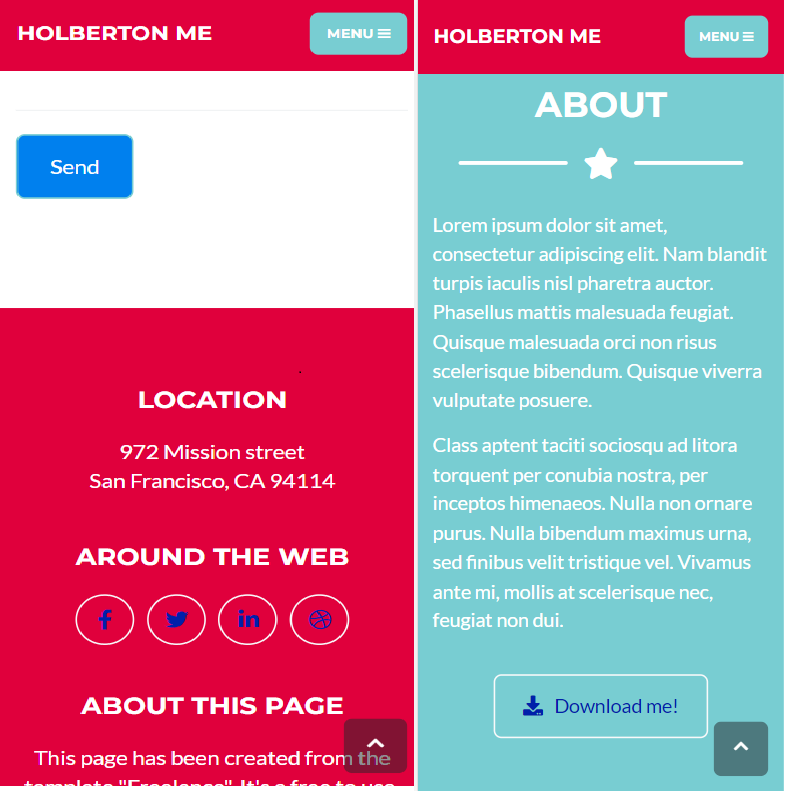 HOLBERTON ME
MENU
Send
LOCATION
972 Mission street
San Francisco, CA 94114
AROUND THE WEB
ABOUT THIS PAGE
This page has been created from the
template "Freelance". It's a free to use
HOLBERTON ME
MENU
ABOUT
Lorem ipsum dolor sit amet,
consectetur adipiscing elit. Nam blandit
turpis iaculis nisl pharetra auctor.
Phasellus mattis malesuada feugiat.
Quisque malesuada orci non risus
scelerisque bibendum. Quisque viverra
vulputate posuere.
Class aptent taciti sociosqu ad litora
torquent per conubia nostra, per
inceptos himenaeos. Nulla non ornare
purus. Nulla bibendum maximus urna,
sed finibus velit tristique vel. Vivamus
ante mi, mollis at scelerisque nec,
feugiat non dui.
Download me!